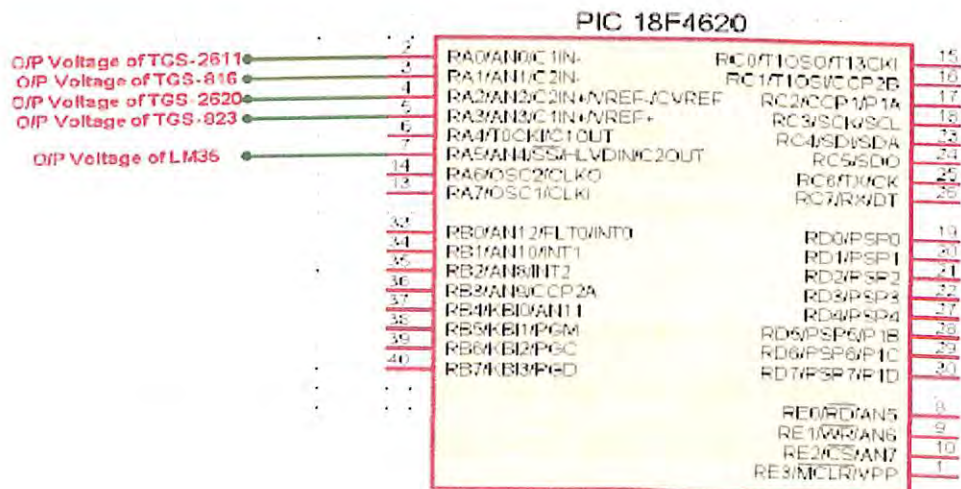 PIC 18F4620
O/P Voltage of TGS-2611
O/P Voltage of TGS-816
O/P Voltage of TGS-2620
O/P Voltage of TGS-823
O/P Voltage of LM35
2
3
4
5
6
7
14
13
33
34
35
36
37
38
39
40
RA0/AN0/C1IN-
RA1/AN1/C2IN-
RA2/AN2/C2IN+/VREF-/CVREF
RA3/AN3/C1IN+/VREF+
RA4/T0CKI/C1OUT
RA5/AN4/SS/HLVDIN/C2OUT
RA6/OSC2/CLKO
RA7/OSC1/CLKI
RB0/AN12/FLT0/INT0
RB1/AN10/INT1
RB2/AN8/INT2
RB3/AN9/CCP2A
RB4/KBI0/AN11
RB5/KBI1/PGM
RB6/KBI2/PGC
RB7/KBI3/PGD
RC0/T1OSO/T13CKI
RC1/T1OSI/CCP2B
RC2/CCP1/P1A
RC3/SCK/SCL
RC4/SDI/SDA
RC5/SDO
RC6/TX/CK
RC7/RX/DT
RD0/PSP0
RD1/PSP1
RD2/PSP2
RD3/PSP3
RD4/PSP4
RD5/PSP5/P1B
RD6/PSP6/P1C
RD7/PSP7/P1D
RE0/RD/AN5
RE1/WR/AN6
RE2/CS/AN7
RE3/MCLR/VPP
15
16
17
18
23
24
25
26
19
20
21
22
27
28
29
30
8
9
10
1